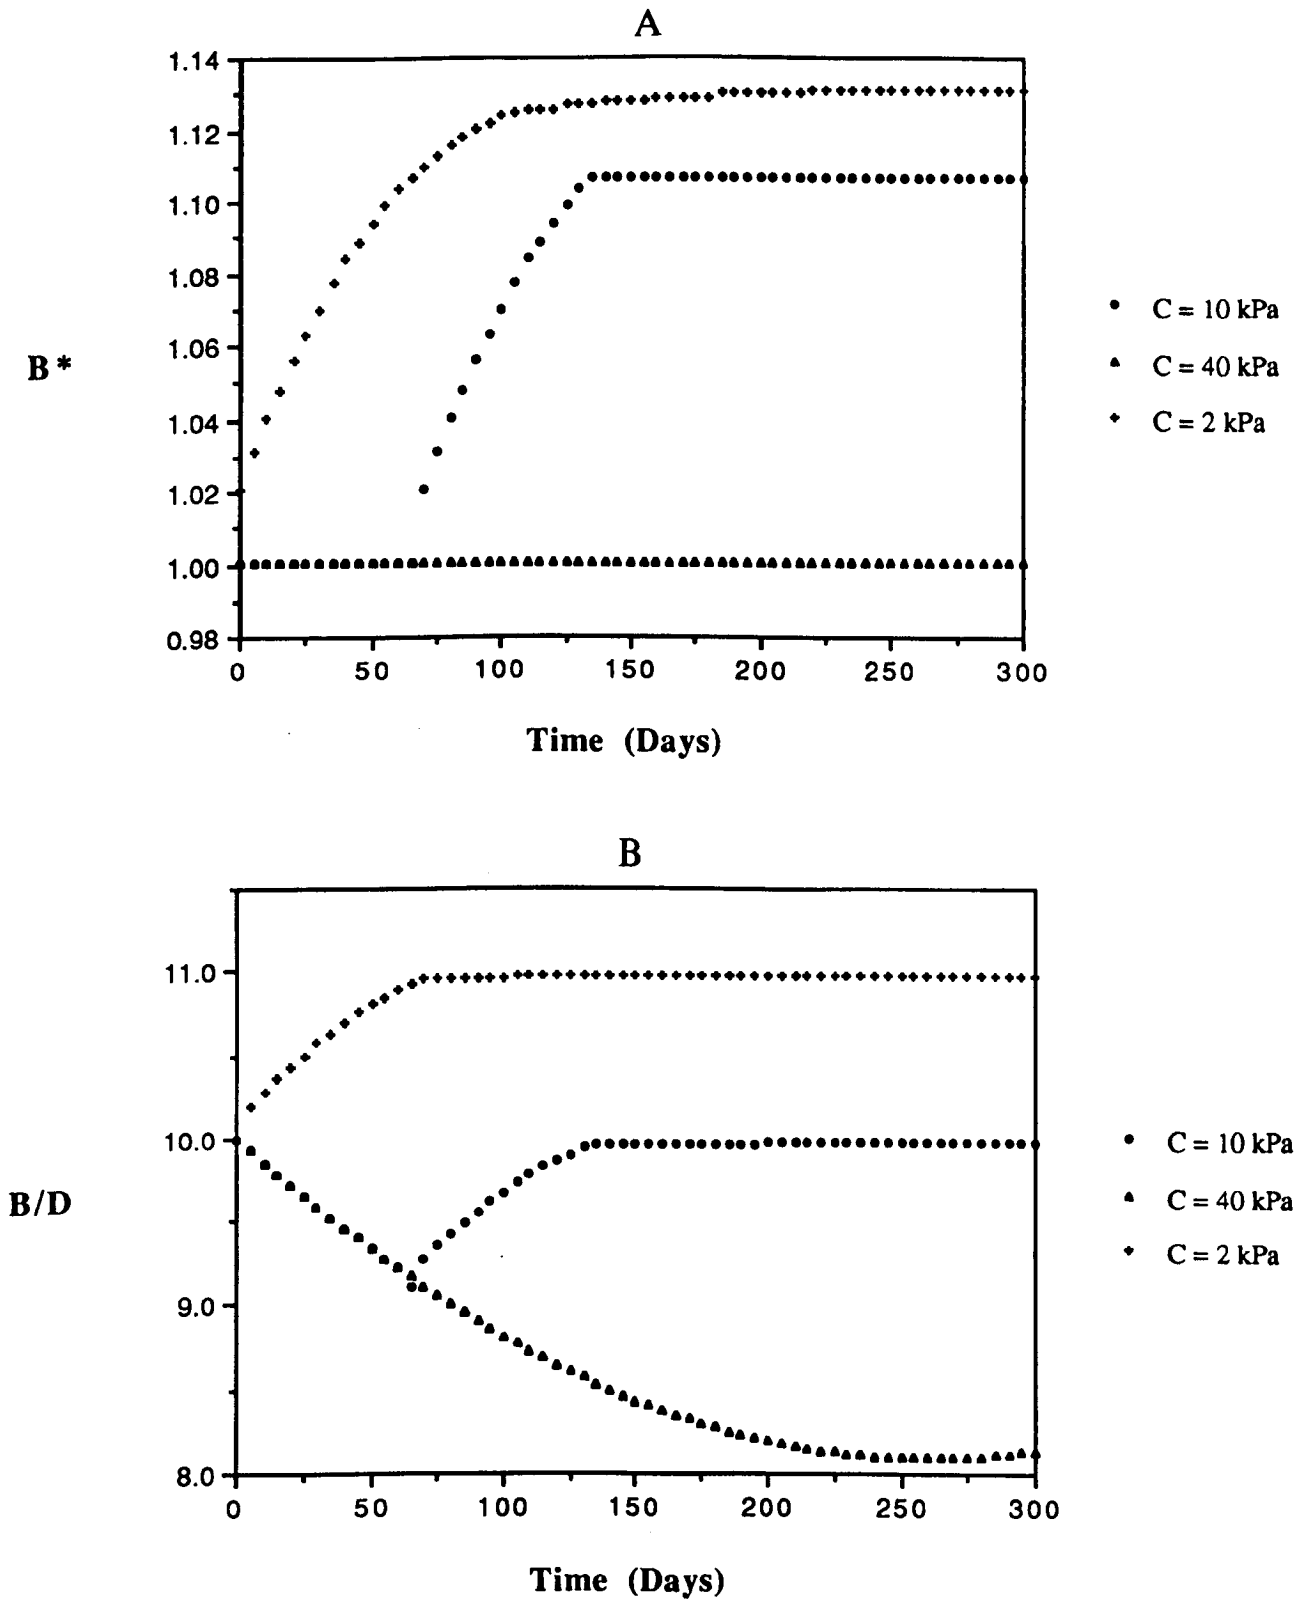 A
1.14
1.12
1.10
1.08
1.06
1.04
1.02
1.00
0.98
B*
0 50 100 150 200 250 300
Time (Days)
C = 10 kPa
C = 40 kPa
C = 2 kPa
B
11.0
10.0
9.0
8.0
B/D
0 50 100 150 200 250 300
Time (Days)
C = 10 kPa
C = 40 kPa
C = 2 kPa